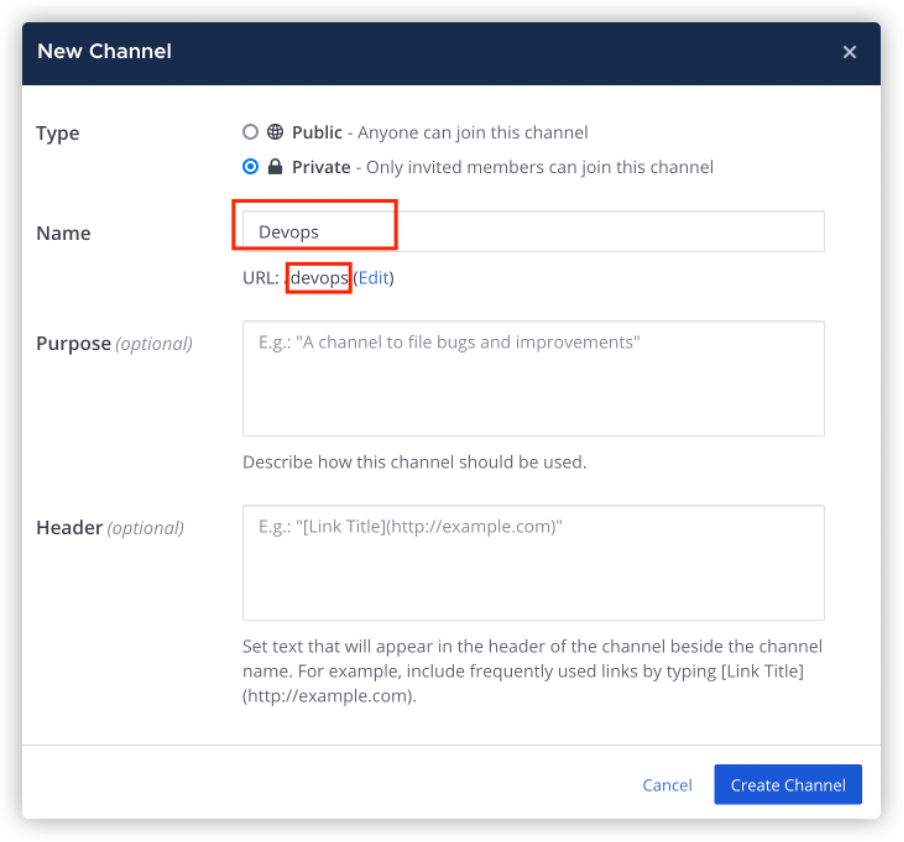 New Channel ×
Type
Public - Anyone can join this channel
Private - Only invited members can join this channel
Name
Devops
URL: /devops (Edit)
Purpose (optional)
E.g.: "A channel to file bugs and improvements"
Describe how this channel should be used.
Header (optional)
E.g.: "[Link Title](http://example.com)"
Set text that will appear in the header of the channel beside the channel
name. For example, include frequently used links by typing [Link Title]
(http://example.com).
Cancel
Create Channel